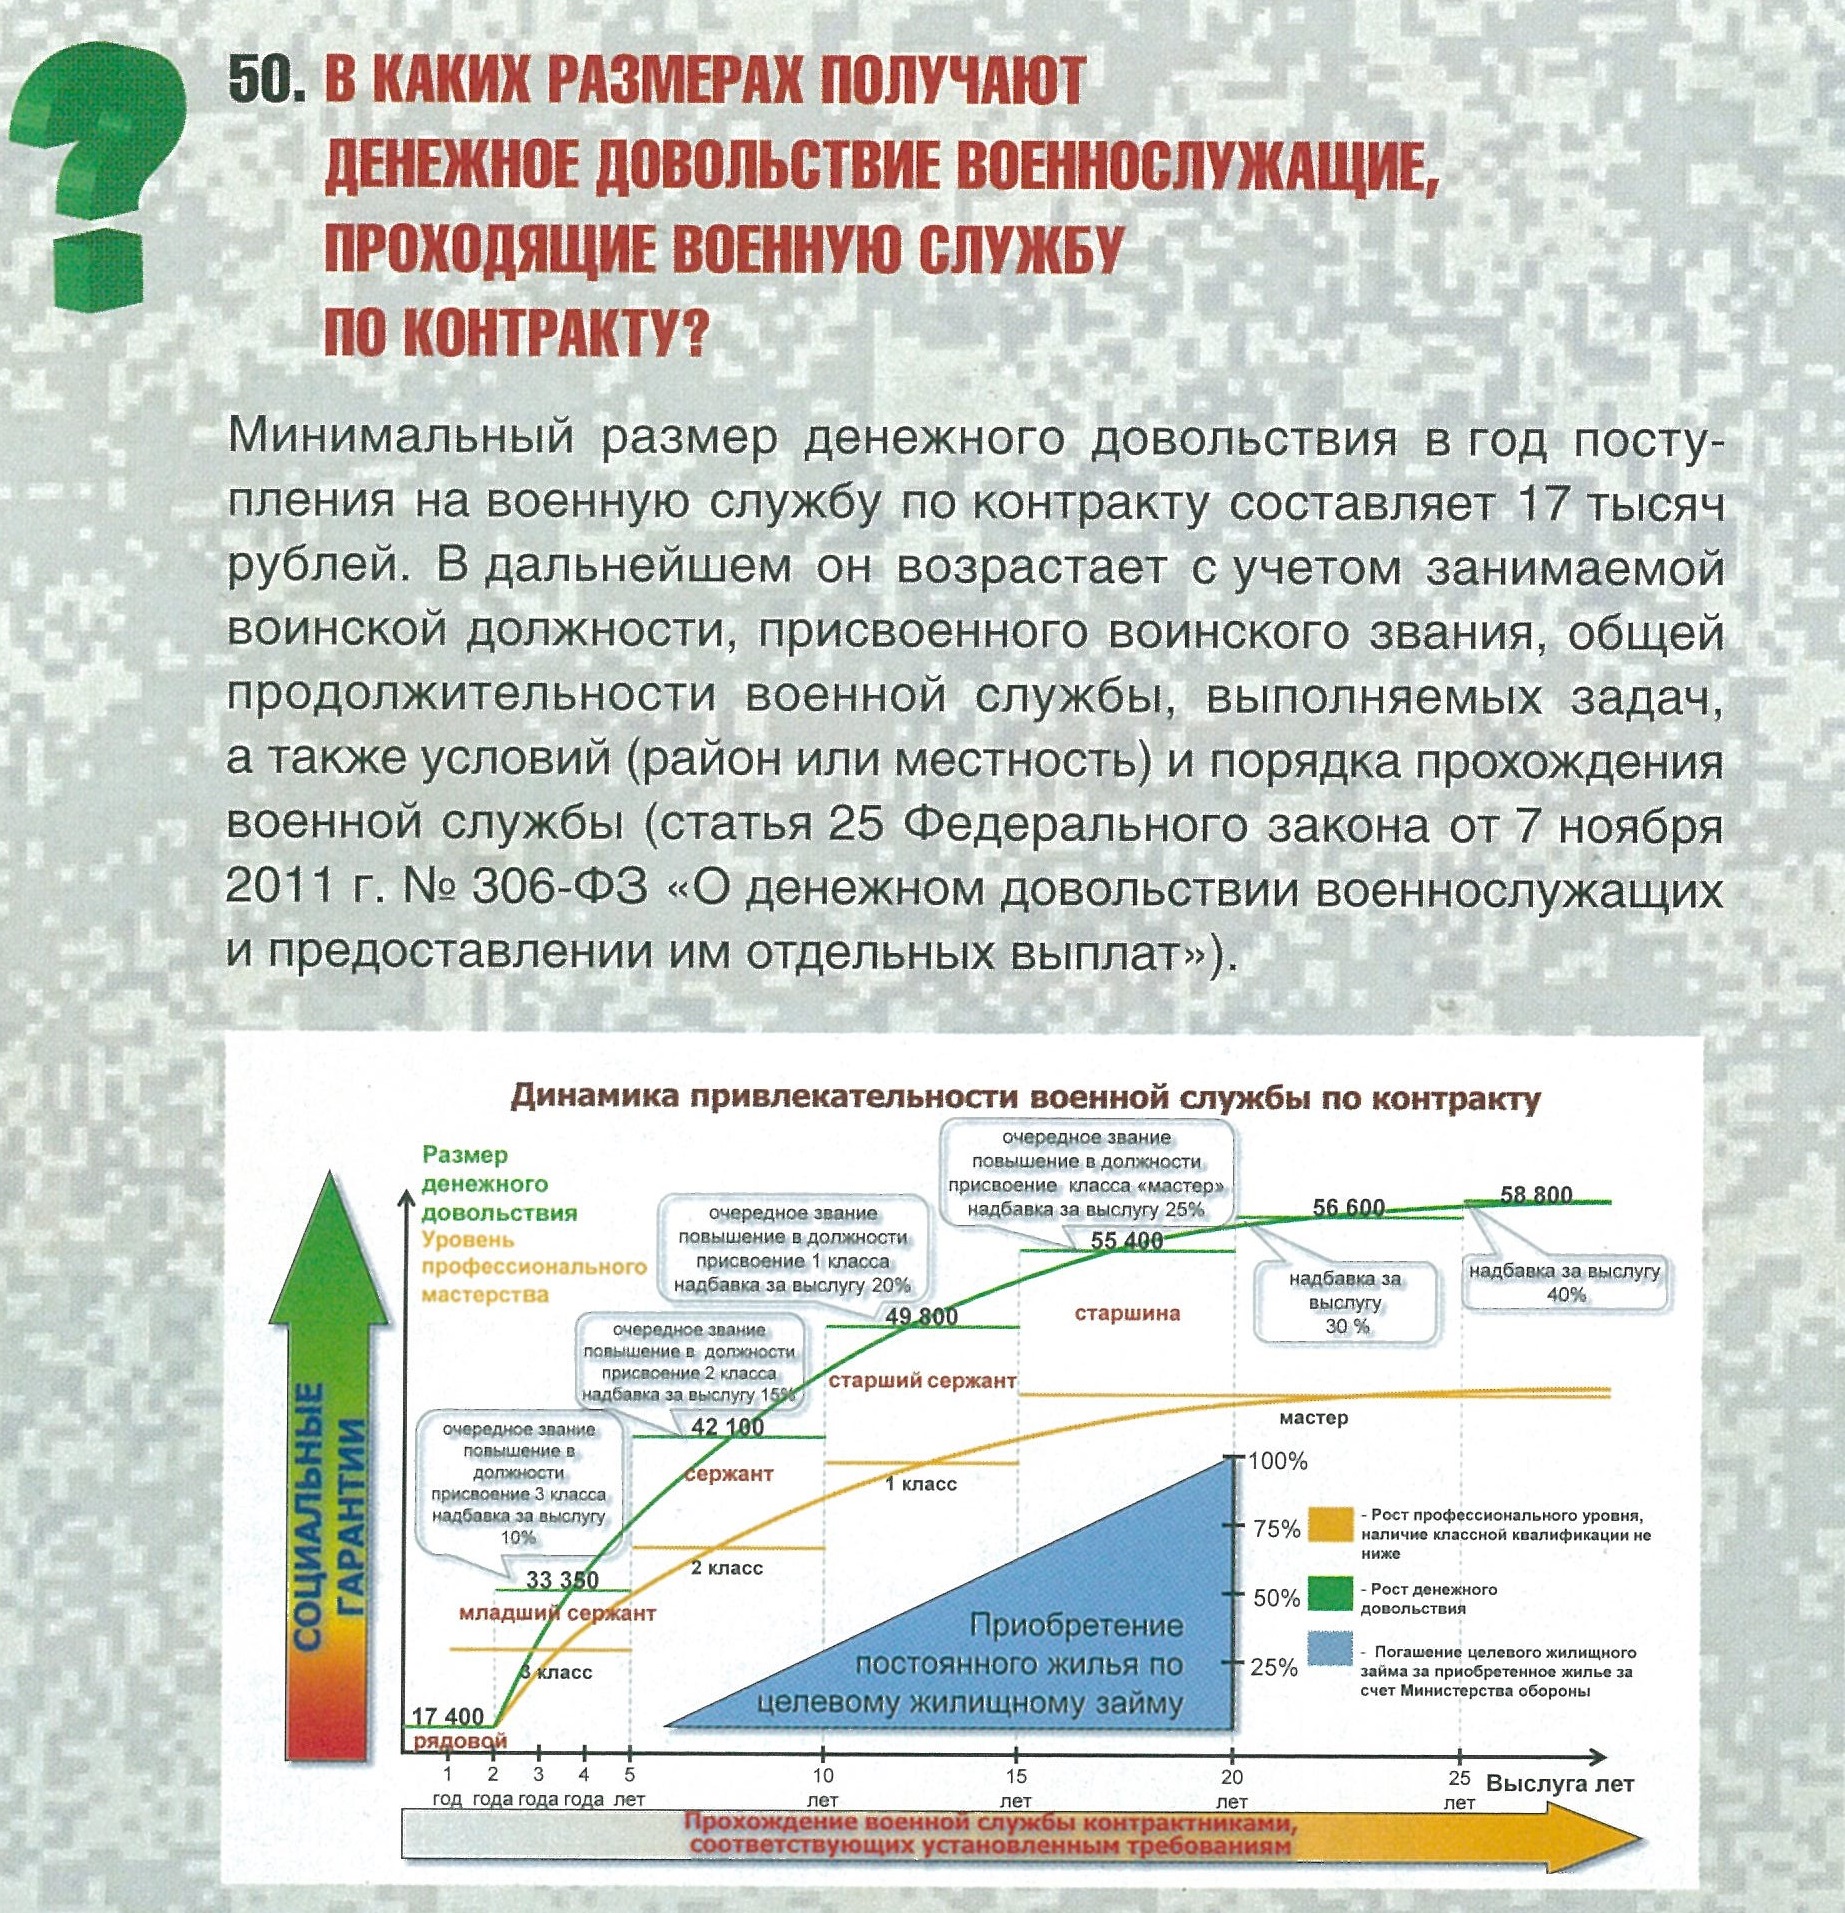 50. В КАКИХ РАЗМЕРАХ ПОЛУЧАЮТ
ДЕНЕЖНОЕ ДОВОЛЬСТВИЕ ВОЕННОСЛУЖАЩИЕ,
ПРОХОДЯЩИЕ ВОЕННУЮ СЛУЖБУ
ПО КОНТРАКТУ?
Минимальный размер денежного довольствия в год посту-
пления на военную службу по контракту составляет 17 тысяч
рублей. В дальнейшем он возрастает с учетом занимаемой
воинской должности, присвоенного воинского звания, общей
продолжительности военной службы, выполняемых задач,
а также условий (район или местность) и порядка прохождения
военной службы (статья 25 Федерального закона от 7 ноября
2011 г. № 306-ФЗ «О денежном довольствии военнослужащих
и предоставлении им отдельных выплат»).
Динамика привлекательности военной службы по контракту
Размер
денежного
довольствия
Уровень
профессионального
мастерства
СОЦИАЛЬНЫЕ
ГАРАНТИИ
очередное звание
повышение в
должности
присвоение 3 класса
надбавка за выслугу
10%
очередное звание
повышение в должности
присвоение 2 класса
надбавка за выслугу 15%
очередное звание
повышение в должности
присвоение 1 класса
надбавка за выслугу 20%
очередное звание
повышение в должности
присвоение класса «мастер»
надбавка за выслугу 25%
надбавка за
выслугу
30 %
надбавка за выслугу
40%
17 400
33 350
42 100
49 800
55 400
56 600
58 800
рядовой
младший сержант
сержант
старший сержант
старшина
3 класс
2 класс
1 класс
мастер
100%
75%
50%
25%
Приобретение
постоянного жилья по
целевому жилищному займу
- Рост профессионального уровня,
наличие классной квалификации не
ниже
- Рост денежного
довольствия
- Погашение целевого жилищного
займа за приобретенное жилье за
счет Министерства обороны
1 2 3 4 5 10 15 20 25 Выслуга лет
год года года года лет лет лет лет лет
Прохождение военной службы контрактниками,
соответствующих установленным требованиям